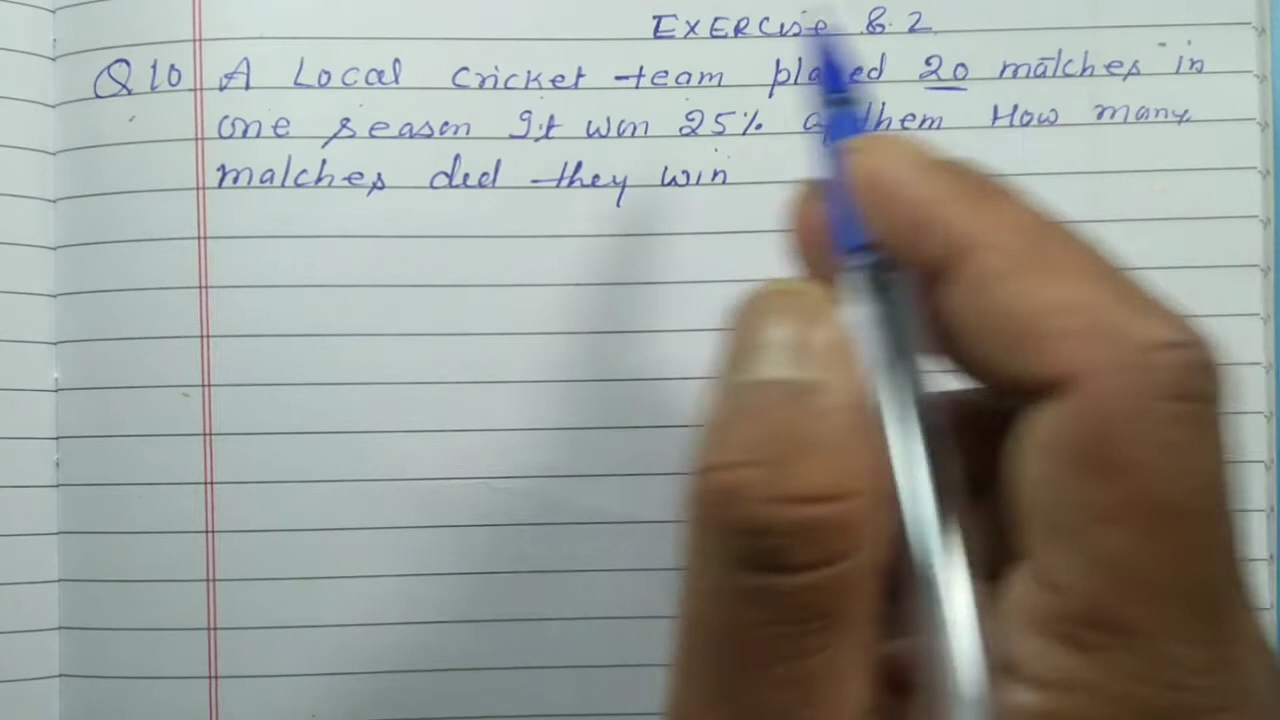 EXERCise 8.2
Q10 A Local cricket team played 20 matches in
one season It won 25% of them How many
matches did they win